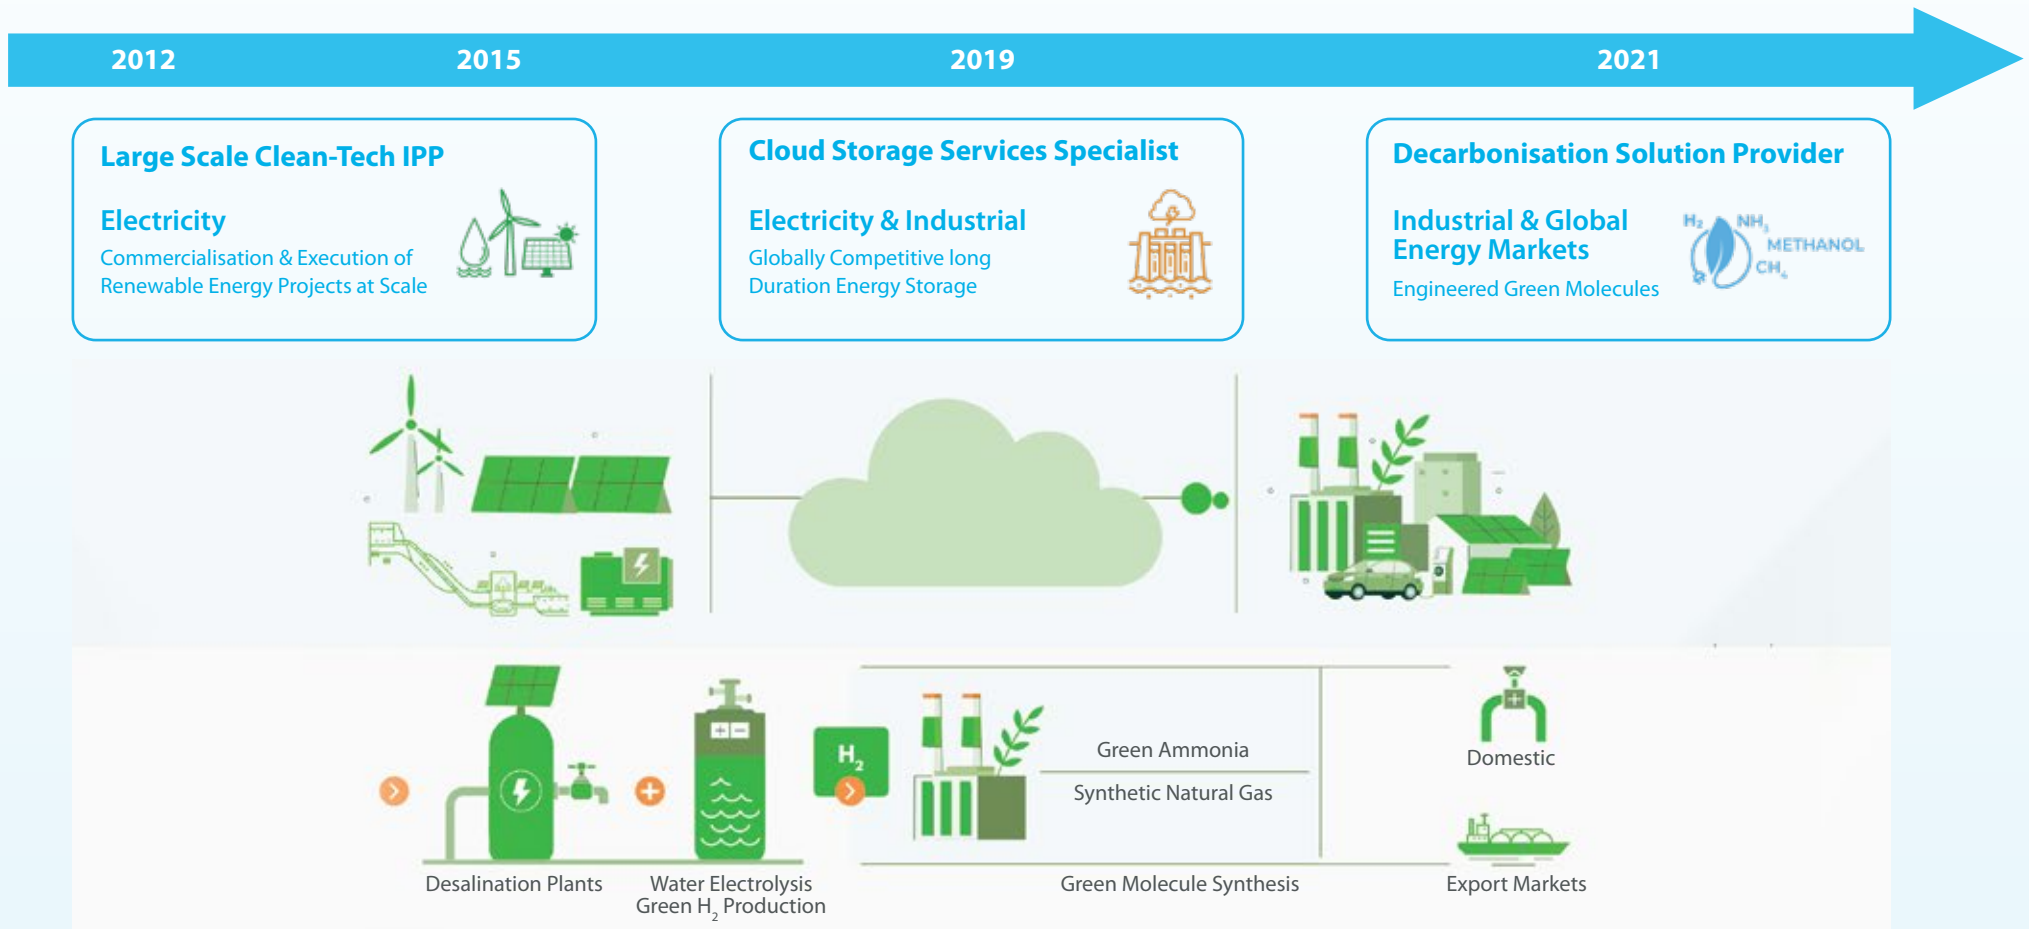 2012 2015 2019 2021
Large Scale Clean-Tech IPP
Electricity
Commercialisation & Execution of
Renewable Energy Projects at Scale
Cloud Storage Services Specialist
Electricity & Industrial
Globally Competitive long
Duration Energy Storage
Decarbonisation Solution Provider
Industrial & Global
Energy Markets
Engineered Green Molecules
H₂ NH₃
METHANOL
CH₄
H₂
Green Ammonia
Synthetic Natural Gas
Domestic
Desalination Plants
Water Electrolysis
Green H₂ Production
Green Molecule Synthesis
Export Markets